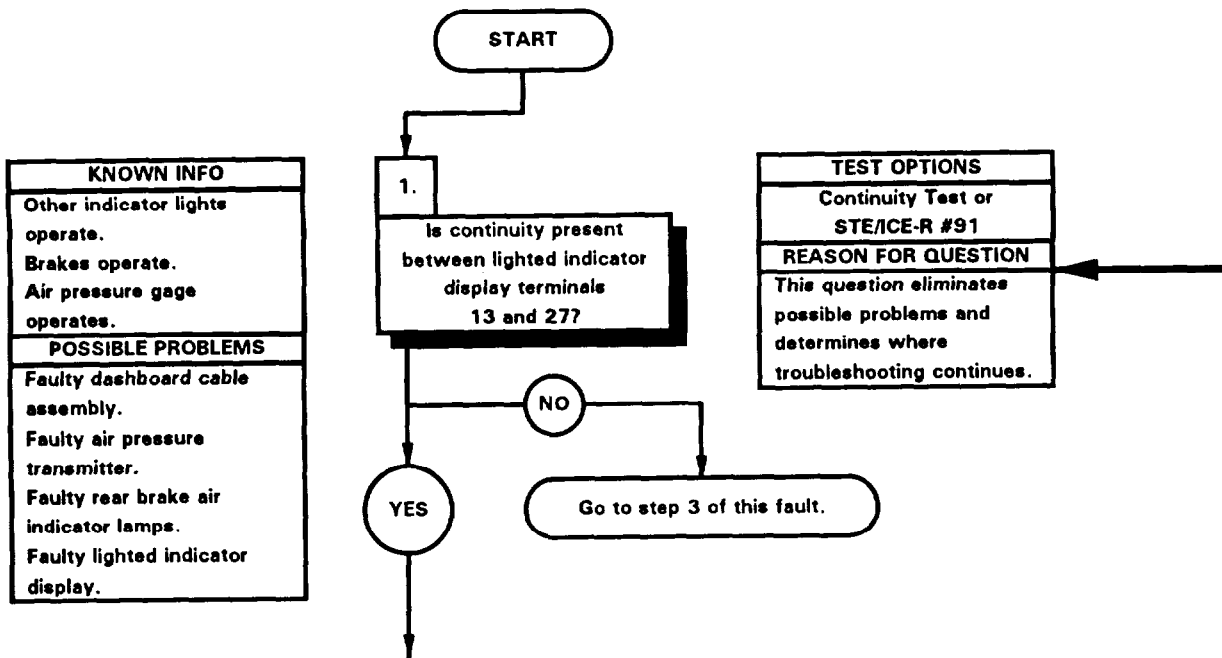 START
KNOWN INFO
Other indicator lights
operate.
Brakes operate.
Air pressure gage
operates.
POSSIBLE PROBLEMS
Faulty dashboard cable
assembly.
Faulty air pressure
transmitter.
Faulty rear brake air
indicator lamps.
Faulty lighted indicator
display.
1.
Is continuity present
between lighted indicator
display terminals
13 and 27?
NO
YES
Go to step 3 of this fault.
TEST OPTIONS
Continuity Test or
STE/ICE-R #91
REASON FOR QUESTION
This question eliminates
possible problems and
determines where
troubleshooting continues.